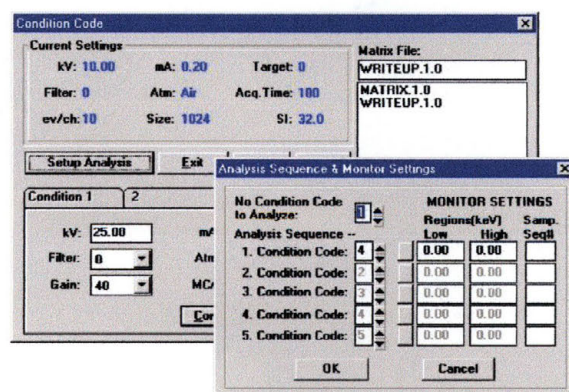 Condition Code
Current Settings
kV: 10.00 mA: 0.20 Target: 0
Filter: 0 Atm: Air Acq.Time: 100
ev/ch: 10 Size: 1024 SI: 32.0
Matrix File:
WRITEUP.1.0
NATRIX.1.0
WRITEUP.1.0
Setup Analysis Exit
Condition 1 2
kV: 25.00
Filter: 0
Gain: 40
Analysis Sequence & Monitor Settings
No Condition Code to Analyze: 1
MONITOR SETTINGS
Regions(keV) Samp.
Analysis Sequence -- Low High Seq#
1. Condition Code: 4 0.00 0.00
2. Condition Code: 2 0.00 0.00
3. Condition Code: 3 0.00 0.00
4. Condition Code: 4 0.00 0.00
5. Condition Code: 5 0.00 0.00
OK Cancel